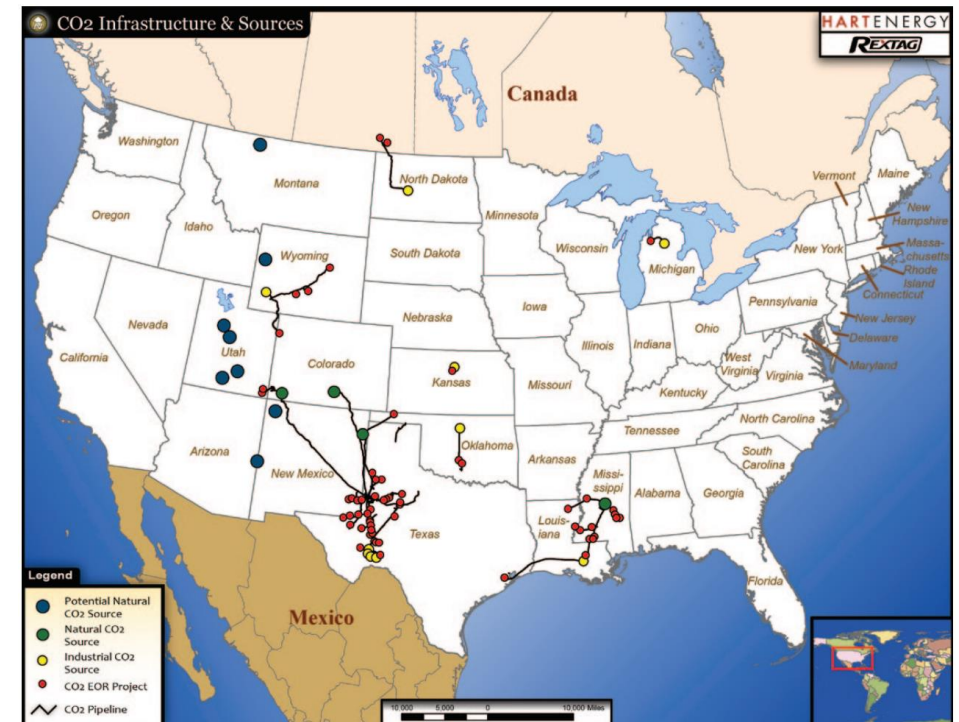 CO2 Infrastructure & Sources
HARTENERGY
REXTAG
Canada
Washington
Montana
North Dakota
Minnesota
Vermont
Maine
Oregon
Idaho
Wyoming
South Dakota
Wisconsin
Michigan
New York
New
Hampshire
Massa-
chusetts
Rhode
Island
Connecticut
Nevada
Utah
Colorado
Nebraska
Iowa
Illinois
Indiana
Ohio
Pennsylvania
New Jersey
Delaware
Maryland
California
Kansas
Missouri
West
Virginia
Virginia
Kentucky
Arizona
New Mexico
Oklahoma
Arkansas
Tennessee
North Carolina
South
Carolina
Texas
Louis-
iana
Missi-
ssippi
Alabama
Georgia
Florida
Mexico
Legend
Potential Natural
CO2 Source
Natural CO2
Source
Industrial CO2
Source
CO2 EOR Project
CO2 Pipeline
10,000 5,000 0 10,000 Miles